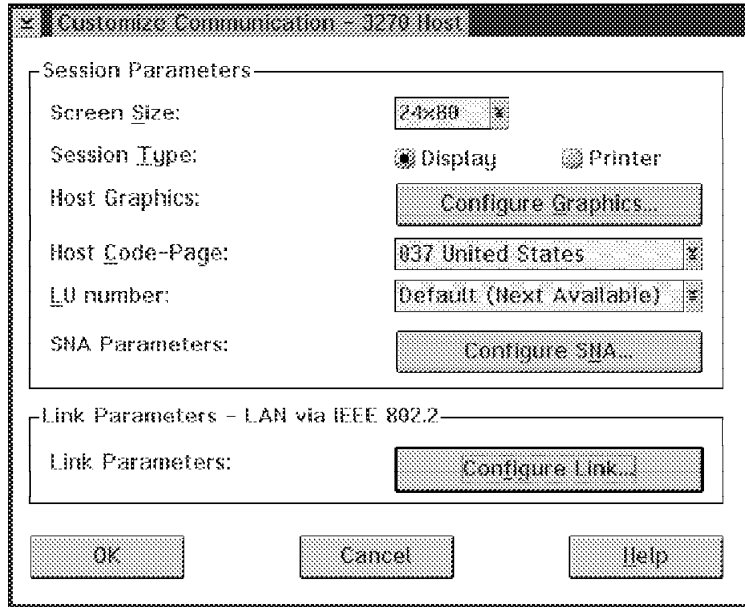 Customize Communication - 3270 Host
Session Parameters
Screen Size: 24x80
Session Type: Display Printer
Host Graphics: Configure Graphics...
Host Code-Page: 037 United States
LU number: Default (Next Available)
SNA Parameters: Configure SNA...
Link Parameters - LAN via IEEE 802.2
Link Parameters: Configure Link...
OK Cancel Help